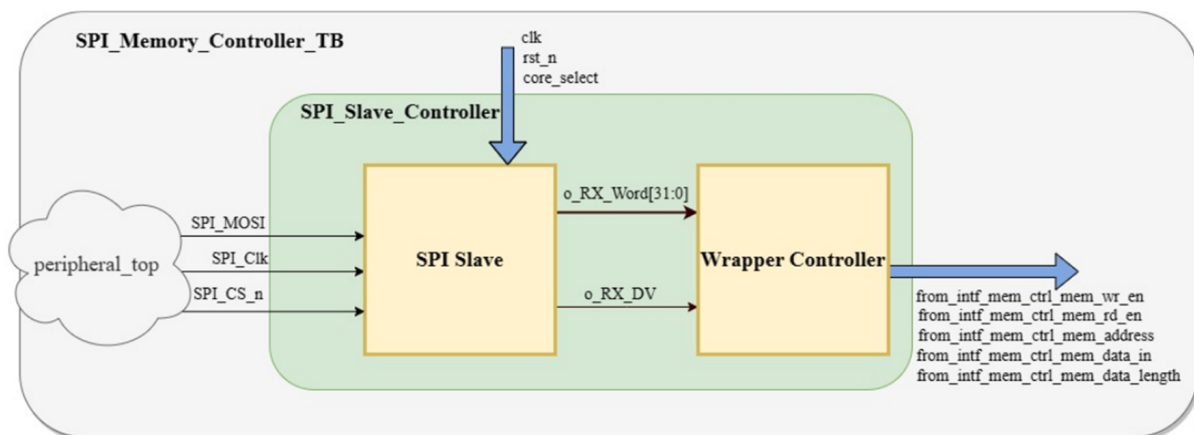 SPI_Memory_Controller_TB
clk
rst_n
core_select
SPI_Slave_Controller
peripheral_top
SPI_MOSI
SPI_Clk
SPI_CS_n
SPI Slave
o_RX_Word[31:0]
o_RX_DV
Wrapper Controller
from_intf_mem_ctrl_mem_wr_en
from_intf_mem_ctrl_mem_rd_en
from_intf_mem_ctrl_mem_address
from_intf_mem_ctrl_mem_data_in
from_intf_mem_ctrl_mem_data_length